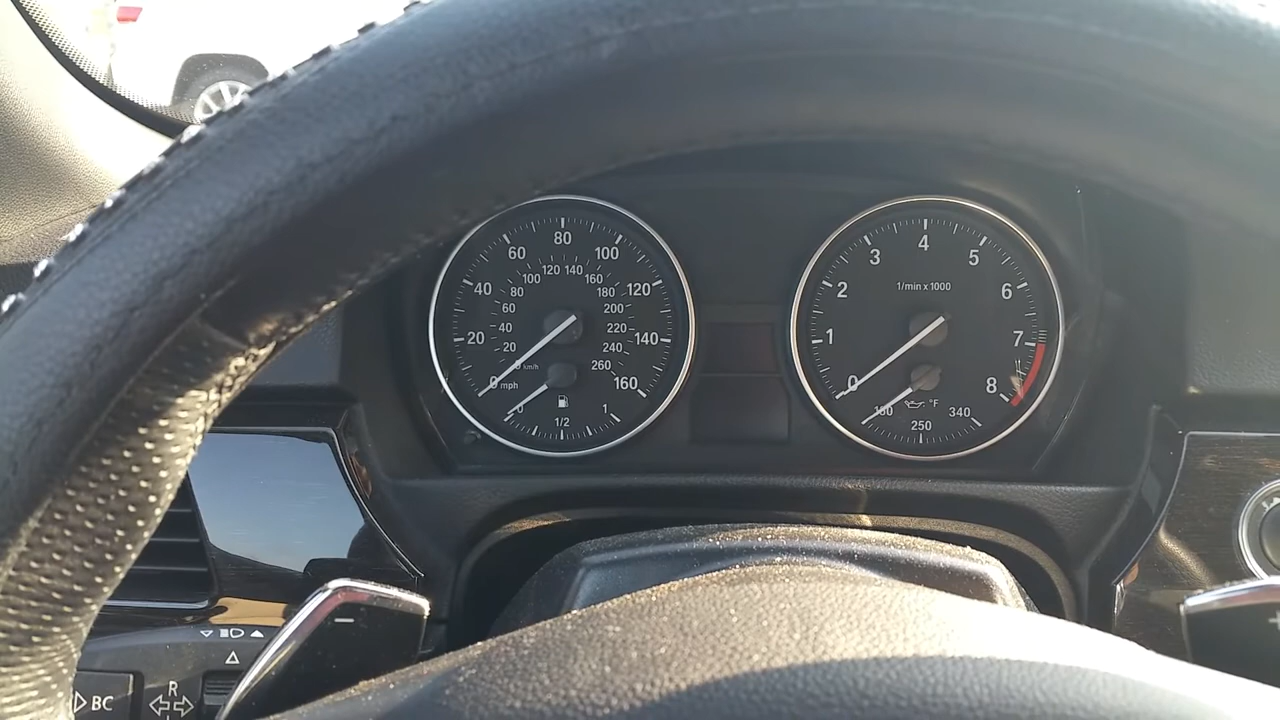 20 40 60 80 100 120 140 160
20 40 60 80 100 120 140 160 180 200 220 240 260
km/h
0 mph
0 1/2 1
0 1 2 3 4 5 6 7 8
1/min x 1000
°F
250 340
−
BC
R